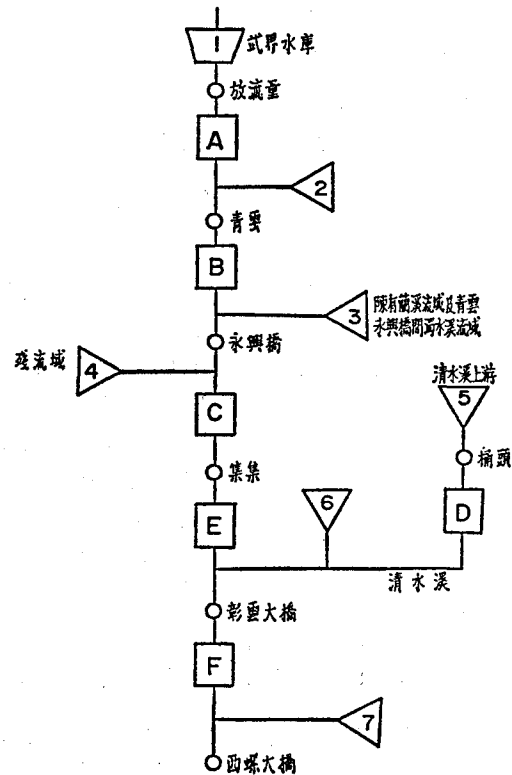 1 武界水庫
放流量
A
2
青雲
B
3 陳有蘭溪流域及青雲
永興橋間濁水溪流域
永興橋
殘流域 4
清水溪上游
5
C
桶頭
集集
6
D
E
清水溪
彰雲大橋
F
7
西螺大橋